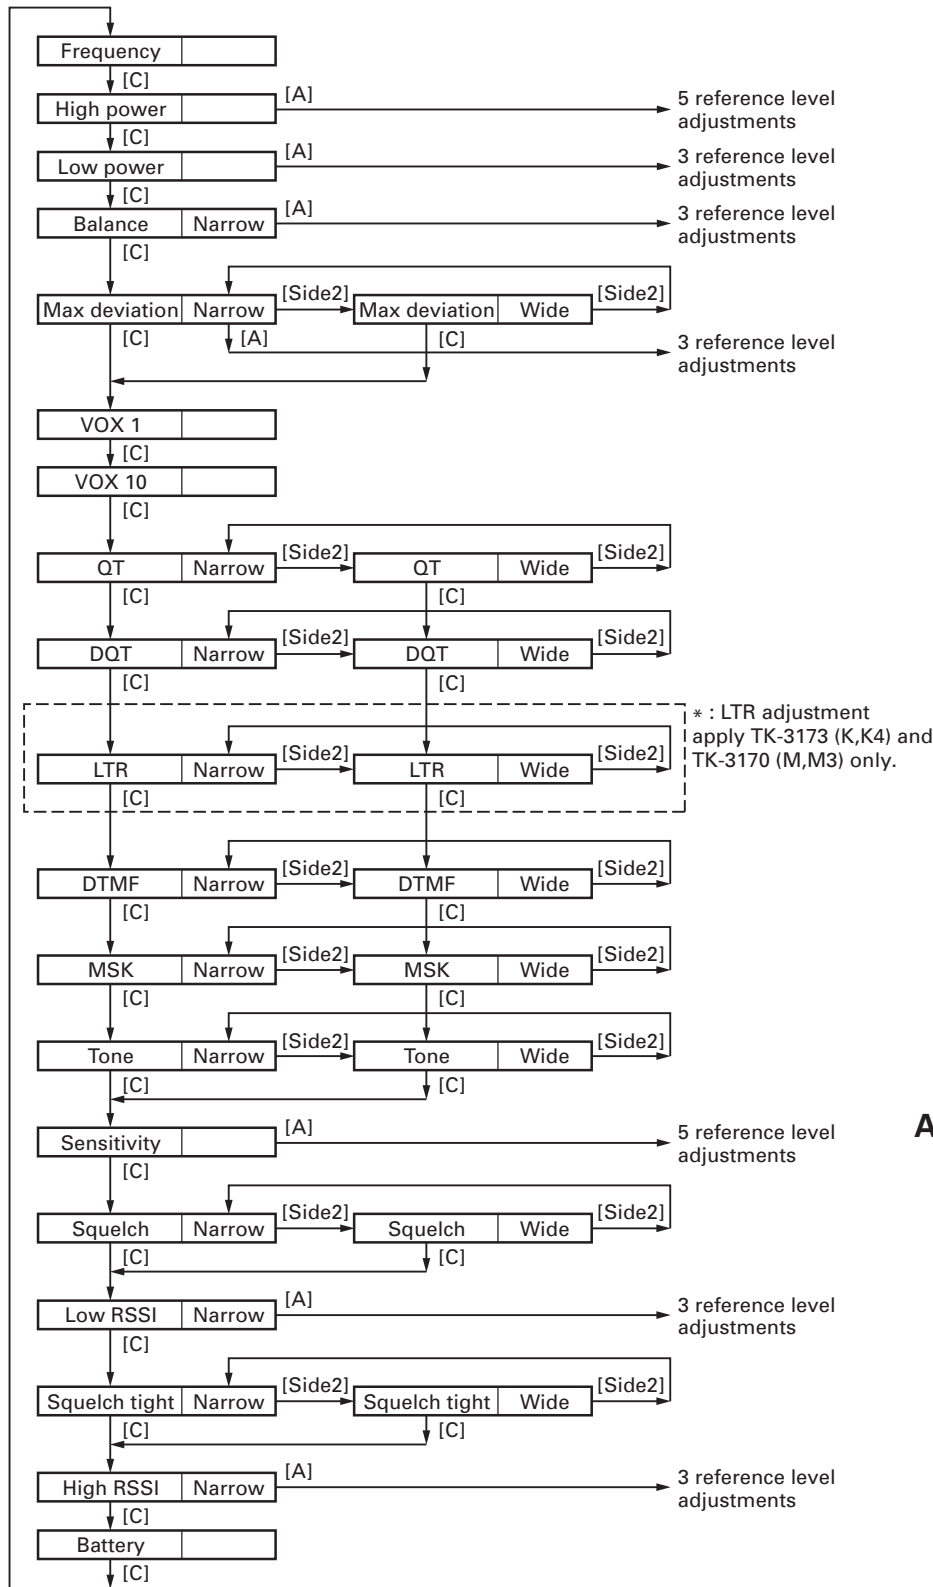 Frequency
[C]
High power [A] 5 reference level
adjustments
[C]
Low power [A] 3 reference level
adjustments
[C]
Balance Narrow [A] 3 reference level
adjustments
[C]
Max deviation Narrow [Side2] Max deviation Wide [Side2]
[C] [A] [C] 3 reference level
adjustments
VOX 1
[C]
VOX 10
[C]
QT Narrow [Side2] QT Wide [Side2]
[C] [C]
DQT Narrow [Side2] DQT Wide [Side2]
[C] [C]
* : LTR adjustment
apply TK-3173 (K,K4) and
TK-3170 (M,M3) only.
LTR Narrow [Side2] LTR Wide [Side2]
[C] [C]
DTMF Narrow [Side2] DTMF Wide [Side2]
[C] [C]
MSK Narrow [Side2] MSK Wide [Side2]
[C] [C]
Tone Narrow [Side2] Tone Wide [Side2]
[C] [C]
Sensitivity [A] 5 reference level
adjustments
A
[C]
Squelch Narrow [Side2] Squelch Wide [Side2]
[C] [C]
Low RSSI Narrow [A] 3 reference level
adjustments
[C]
Squelch tight Narrow [Side2] Squelch tight Wide [Side2]
[C] [C]
High RSSI Narrow [A] 3 reference level
adjustments
[C]
Battery
[C]